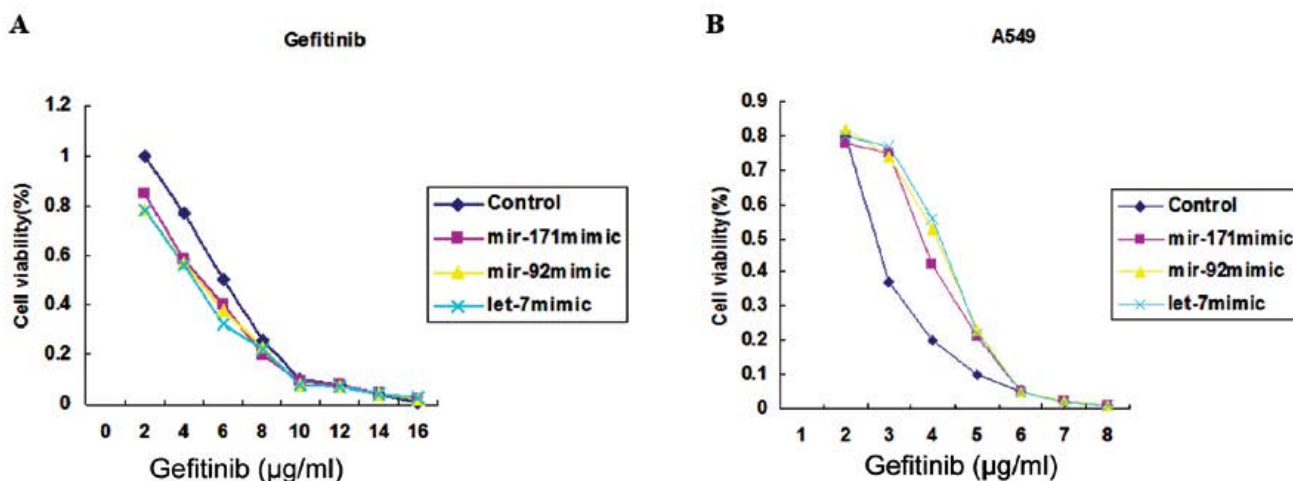 A
Gefitinib
Cell viability(%)
1.2
1
0.8
0.6
0.4
0.2
0
0 2 4 6 8 10 12 14 16
Gefitinib (µg/ml)
Control
mir-171mimic
mir-92mimic
let-7mimic
B
A549
Cell viability(%)
0.9
0.8
0.7
0.6
0.5
0.4
0.3
0.2
0.1
0
1 2 3 4 5 6 7 8
Gefitinib (µg/ml)
Control
mir-171mimic
mir-92mimic
let-7mimic